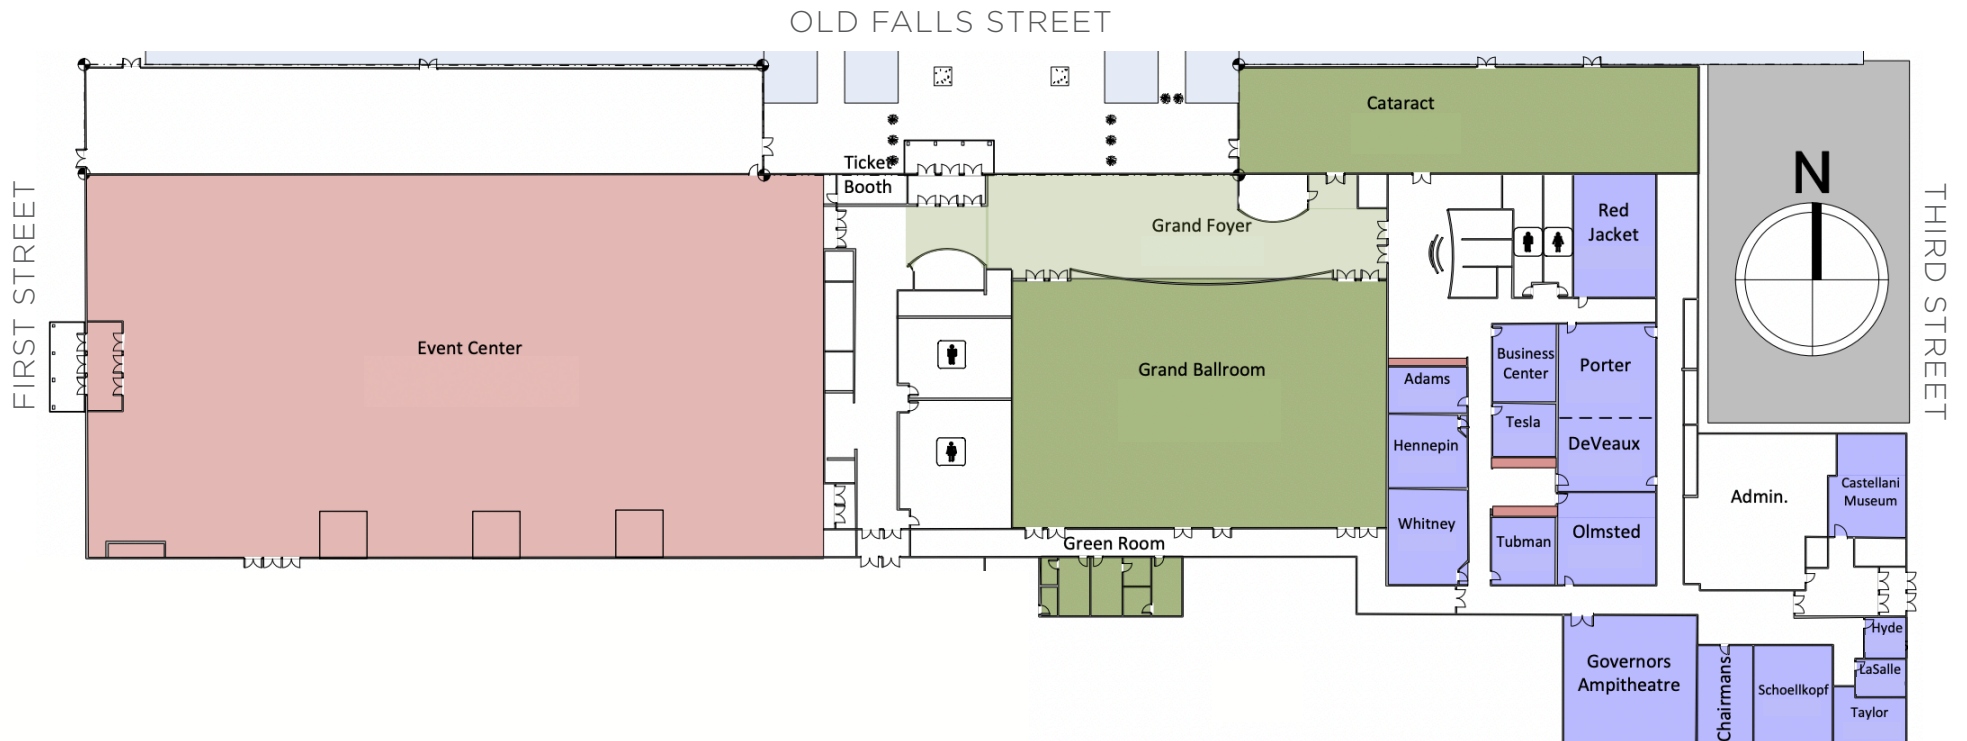 OLD FALLS STREET
Cataract
Ticket
Booth
N
FIRST STREET
THIRD STREET
Red
Jacket
Grand Foyer
Event Center
Grand Ballroom
Business
Center
Porter
Adams
Tesla
DeVeaux
Hennepin
Castellani
Museum
Admin.
Whitney
Tubman
Olmsted
Green Room
Hyde
Governors
Ampitheatre
LaSalle
Chairmans
Schoellkopf
Taylor